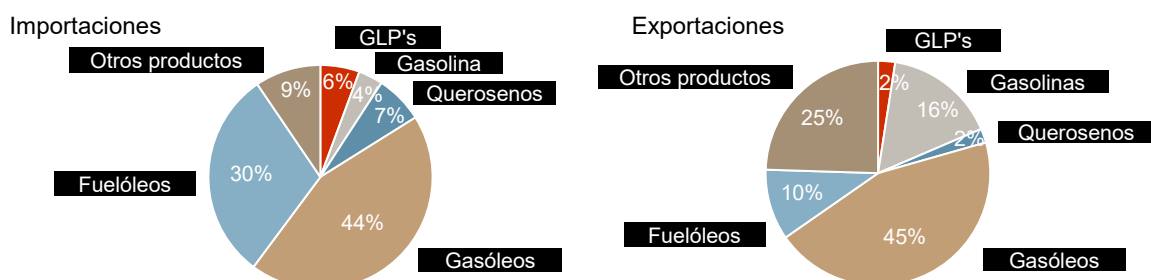 Importaciones
GLP's
Otros productos
Gasolina
6%
4%
9%
Querosenos
7%
30%
Fuelóleos
44%
Gasóleos
Exportaciones
GLP's
Otros productos
2%
Gasolinas
16%
25%
Querosenos
2%
10%
Fuelóleos
45%
Gasóleos